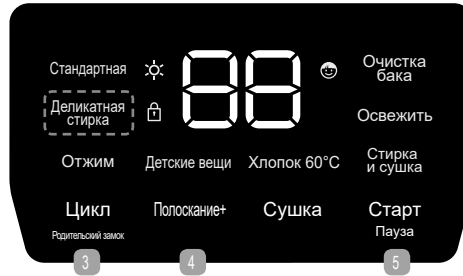 Стандартная
88
Очистка
бака
Деликатная
стирка
Освежить
Отжим
Детские вещи
Хлопок 60°C
Стирка
и сушка
Цикл
Полоскание+
Сушка
Старт
Родительский замок
Пауза
3
4
5